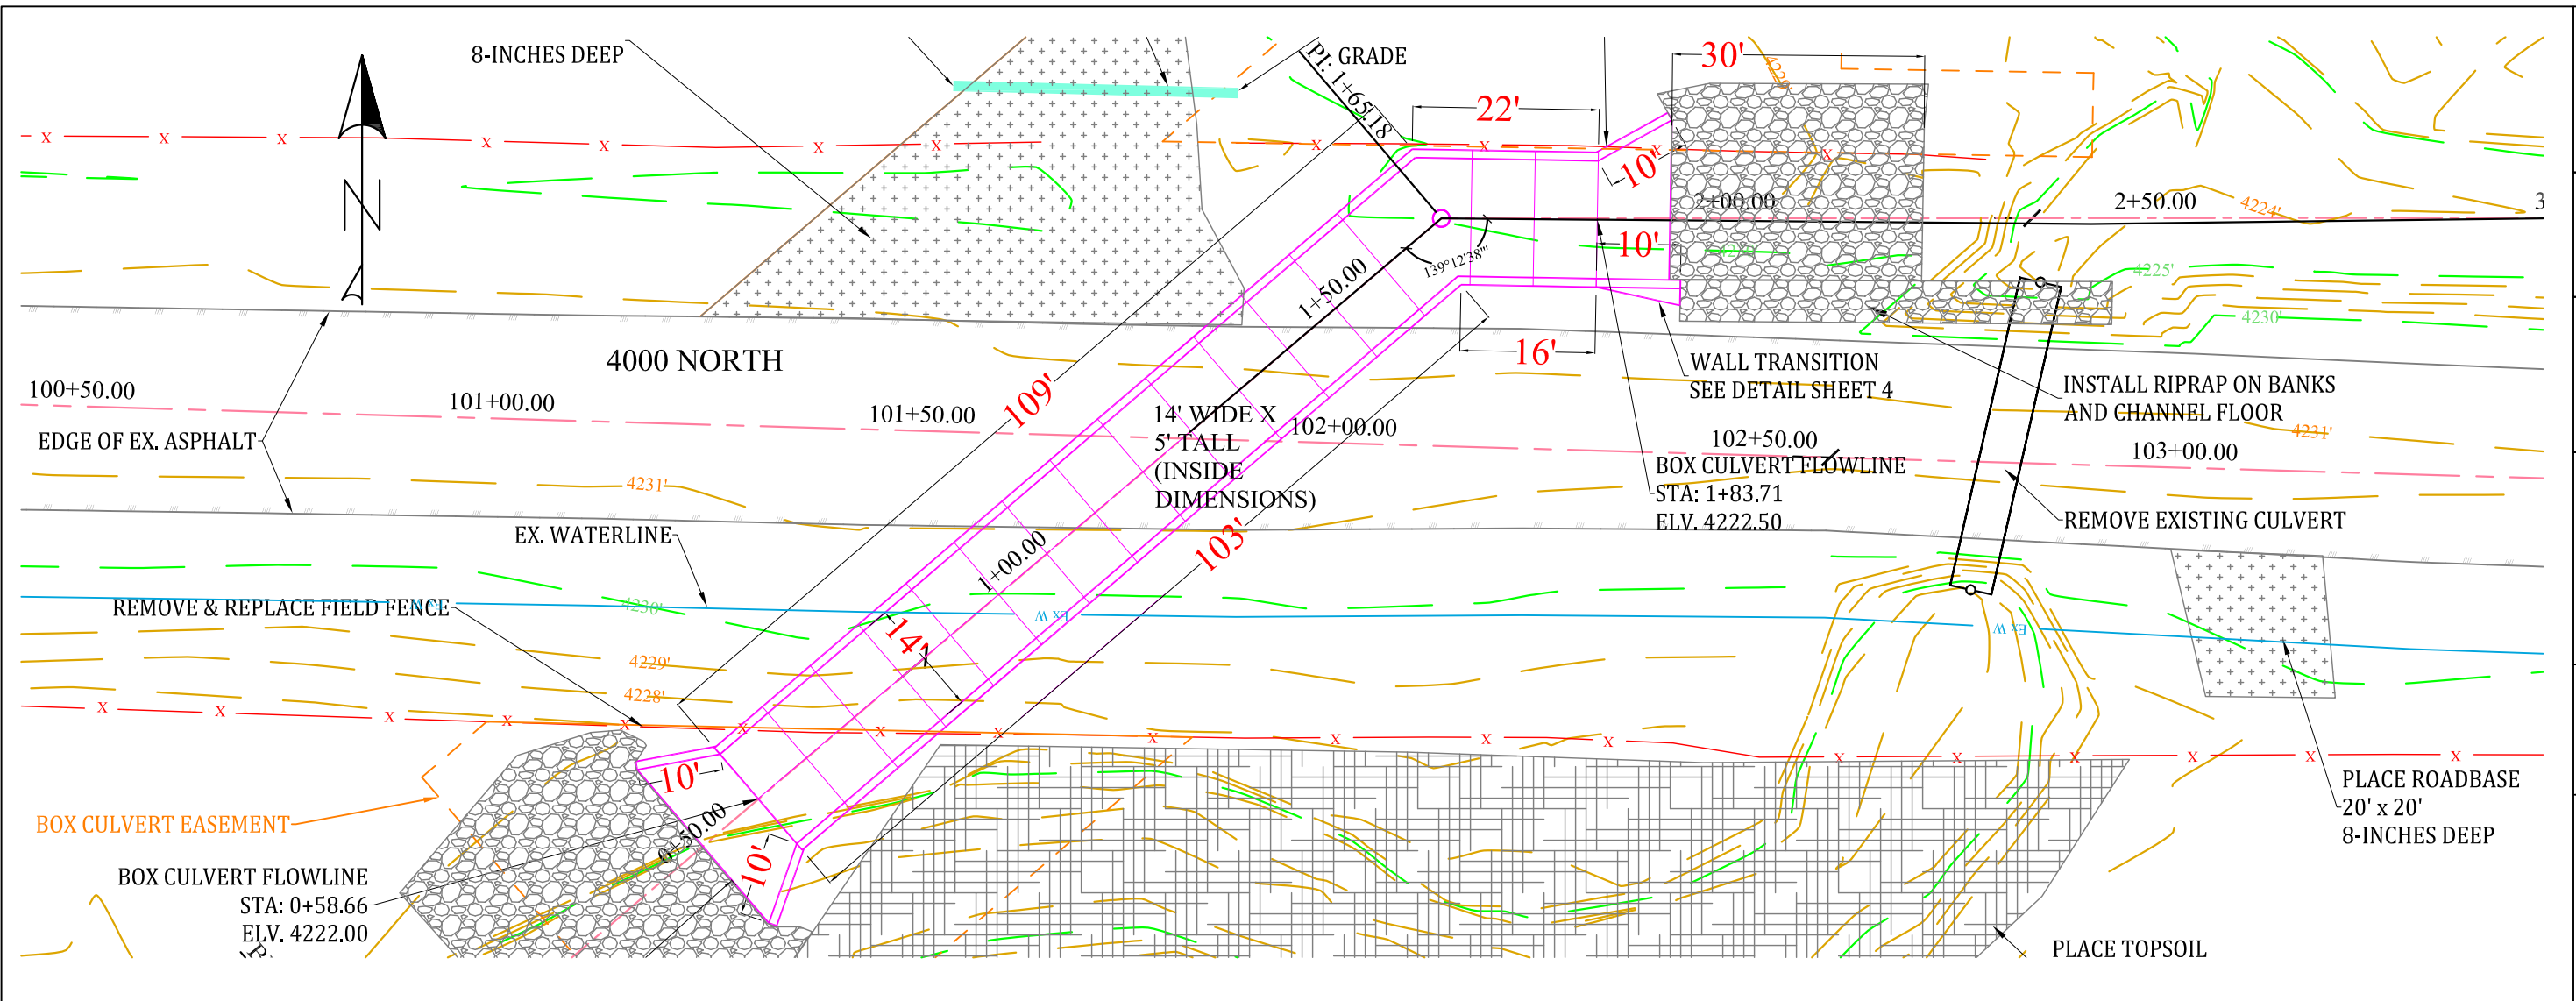 8-INCHES DEEP
GRADE
PI: 1+65.18
30'
22'
10'
4229'
N
2+00.00
2+50.00
4224'
3
10'
139°12'38"
1+50.00
4225'
4230'
4000 NORTH
16'
WALL TRANSITION
SEE DETAIL SHEET 4
INSTALL RIPRAP ON BANKS
AND CHANNEL FLOOR
100+50.00
101+00.00
101+50.00
102+00.00
102+50.00
103+00.00
109'
14' WIDE X
5' TALL
(INSIDE
DIMENSIONS)
4231'
EDGE OF EX. ASPHALT
BOX CULVERT FLOWLINE
STA: 1+83.71
ELV. 4222.50
4231'
EX. WATERLINE
REMOVE EXISTING CULVERT
103'
1+00.00
REMOVE & REPLACE FIELD FENCE
4230'
Ex W
Ex W
Ex W
14'
4229'
4228'
X X X X X X X X
10'
0+50.00
10'
BOX CULVERT EASEMENT
BOX CULVERT FLOWLINE
STA: 0+58.66
ELV. 4222.00
PLACE ROADBASE
20' x 20'
8-INCHES DEEP
PLACE TOPSOIL